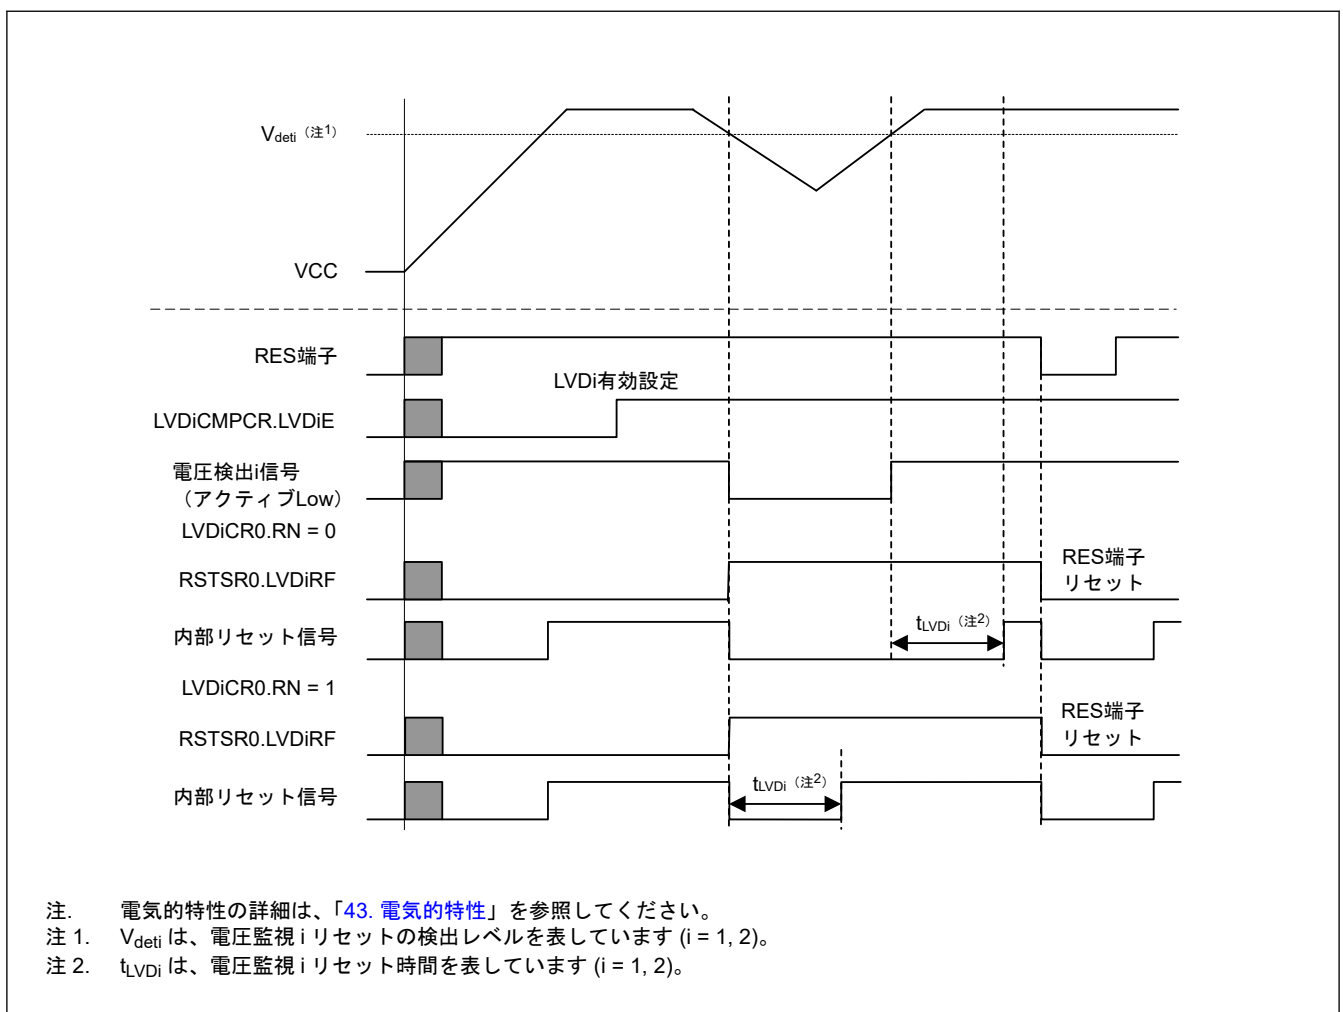 Vdeti（注1）
VCC
RES端子
LVDi有効設定
LVDiCMPCR.LVDiE
電圧検出i信号
（アクティブLow）
LVDiCR0.RN = 0
RSTSR0.LVDiRF
RES端子
リセット
内部リセット信号
tLVDi（注2）
LVDiCR0.RN = 1
RSTSR0.LVDiRF
RES端子
リセット
内部リセット信号
tLVDi（注2）
注. 電気的特性の詳細は、「43. 電気的特性」を参照してください。
注 1. Vdeti は、電圧監視 i リセットの検出レベルを表しています (i = 1, 2)。
注 2. tLVDi は、電圧監視 i リセット時間を表しています (i = 1, 2)。